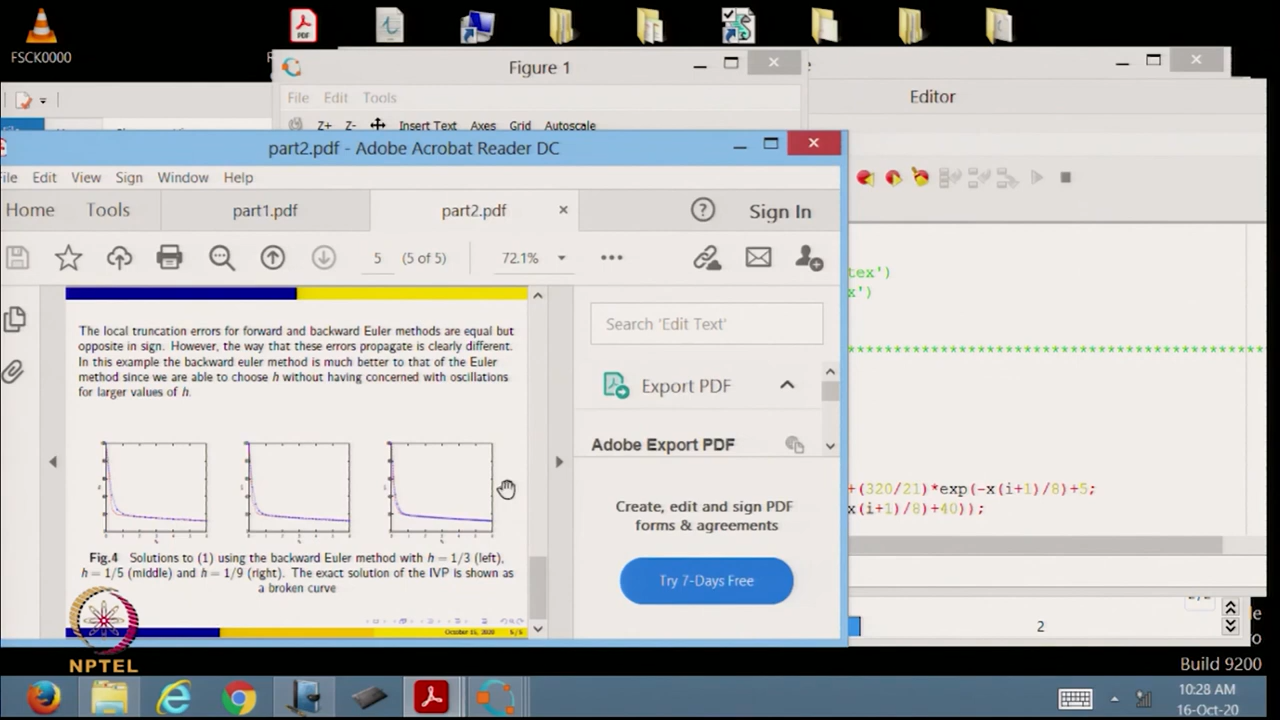 FSCK0000
Figure 1
File Edit Tools
Editor
Z+ Z- Insert Text Axes Grid Autoscale
part2.pdf - Adobe Acrobat Reader DC
File Edit View Sign Window Help
Home Tools part1.pdf part2.pdf Sign In
5 (5 of 5) 72.1%
tex')
x')
The local truncation errors for forward and backward Euler methods are equal but
opposite in sign. However, the way that these errors propagate is clearly different.
In this example the backward euler method is much better to that of the Euler
method since we are able to choose h without having concerned with oscillations
for larger values of h.
Search 'Edit Text'
*****************************************************
Export PDF
Adobe Export PDF
Create, edit and sign PDF
forms & agreements
Try 7-Days Free
+(320/21)*exp(-x(i+1)/8)+5;
x(i+1)/8)+40));
Fig.4 Solutions to (1) using the backward Euler method with h = 1/3 (left),
h = 1/5 (middle) and h = 1/9 (right). The exact solution of the IVP is shown as
a broken curve
October 15, 2020 5/5
2
NPTEL
Build 9200
10:28 AM
16-Oct-20